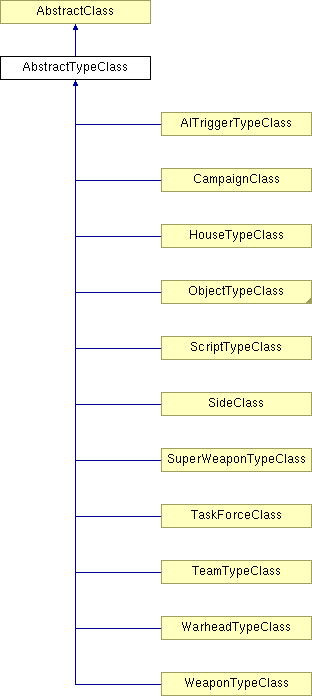 AbstractClass
AbstractTypeClass
AITriggerTypeClass
CampaignClass
HouseTypeClass
ObjectTypeClass
ScriptTypeClass
SideClass
SuperWeaponTypeClass
TaskForceClass
TeamTypeClass
WarheadTypeClass
WeaponTypeClass